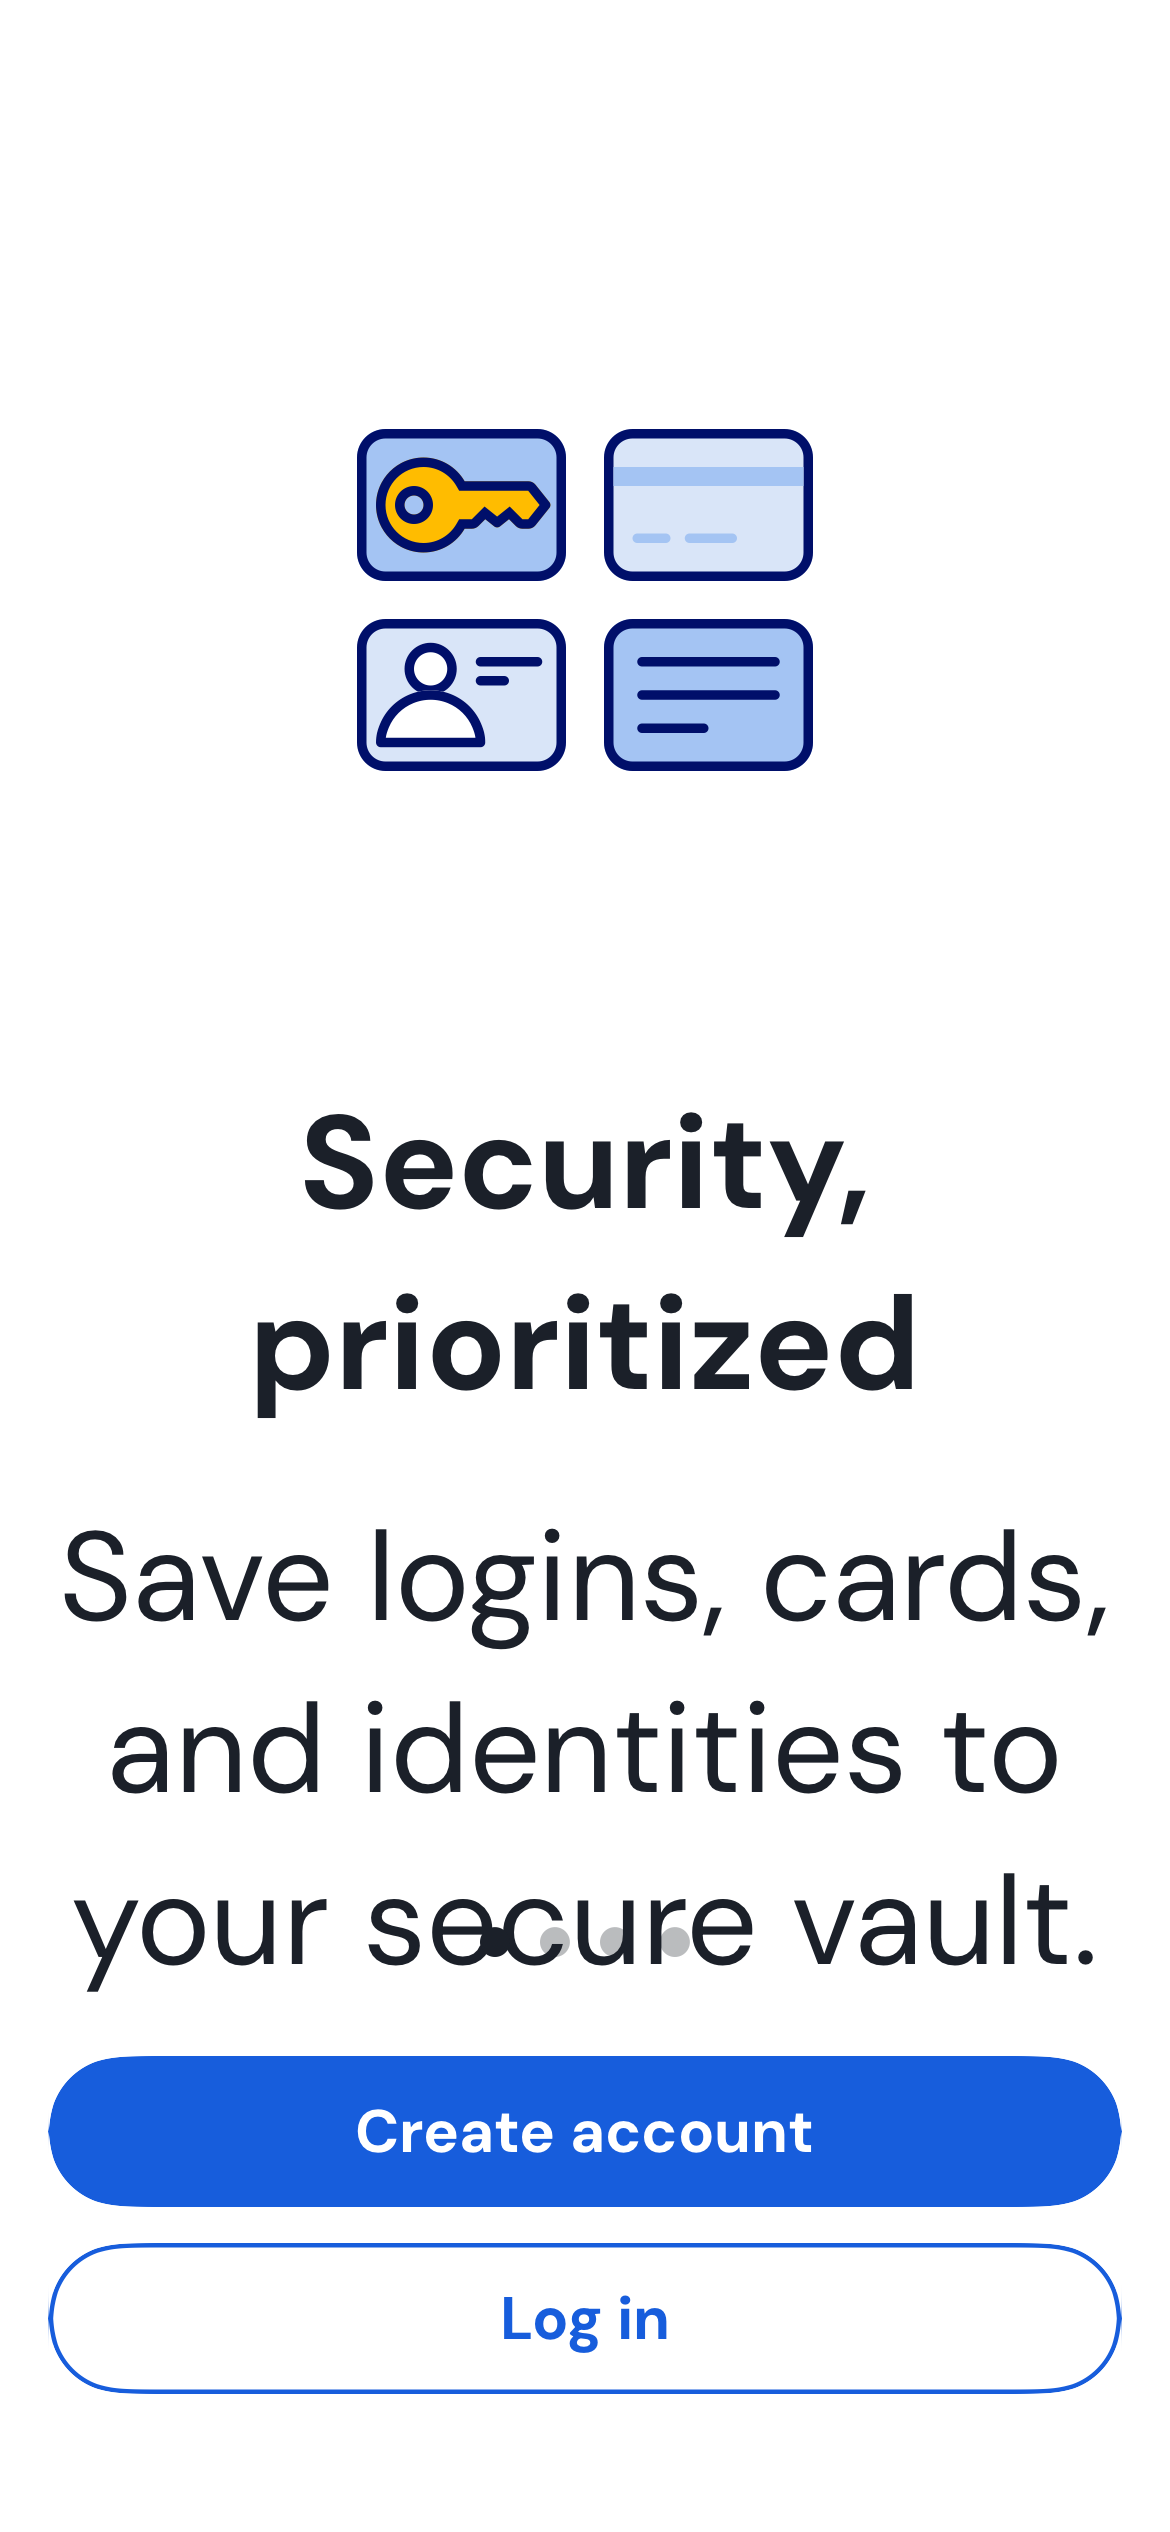 Security,
prioritized
Save logins, cards,
and identities to
your secure vault.
Create account
Log in